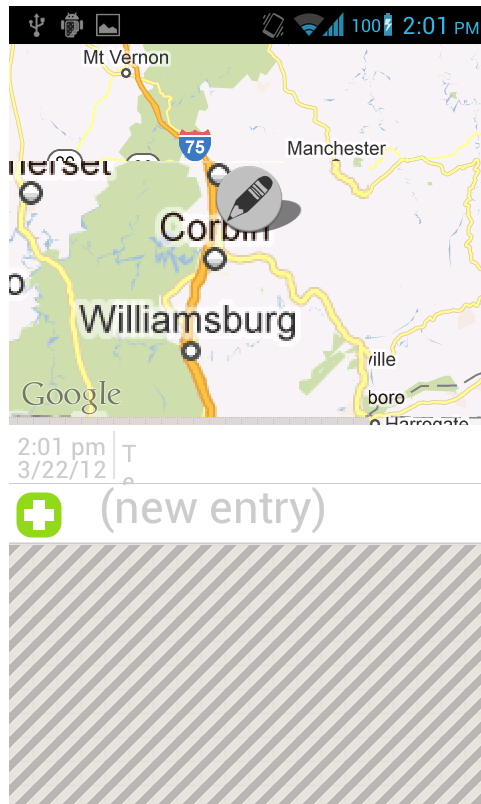 100 2:01 PM
Mt Vernon
75
Manchester
Corbin
Williamsburg
Google
Harrogate
2:01 pm
3/22/12
T
e
(new entry)